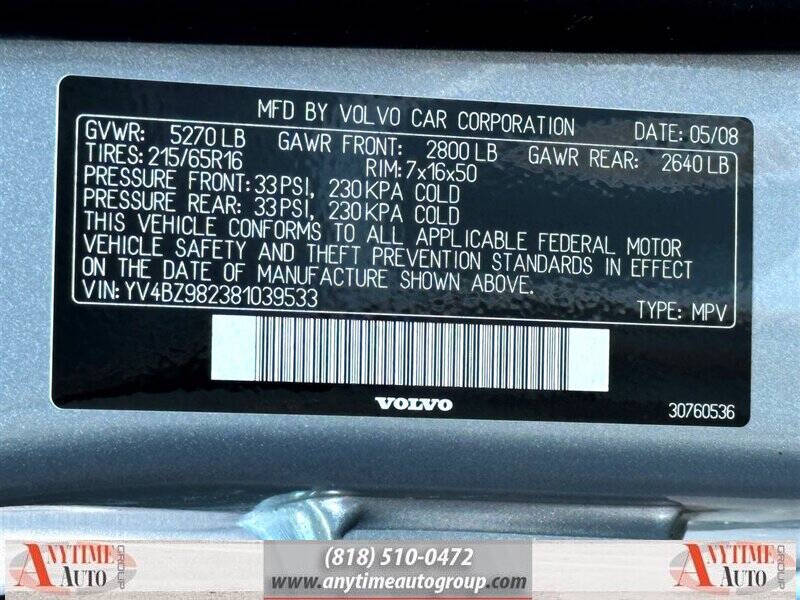 MFD BY VOLVO CAR CORPORATION DATE: 05/08
GVWR: 5270 LB GAWR FRONT: 2800 LB GAWR REAR: 2640 LB
TIRES: 215/65R16 RIM: 7x16x50
PRESSURE FRONT: 33 PSI, 230 KPA COLD
PRESSURE REAR: 33 PSI, 230 KPA COLD
THIS VEHICLE CONFORMS TO ALL APPLICABLE FEDERAL MOTOR
VEHICLE SAFETY AND THEFT PREVENTION STANDARDS IN EFFECT
ON THE DATE OF MANUFACTURE SHOWN ABOVE.
VIN: YV4BZ982381039533 TYPE: MPV
VOLVO 30760536
ANYTIME AUTO GROUP
(818) 510-0472
www.anytimeautogroup.com
ANYTIME AUTO GROUP